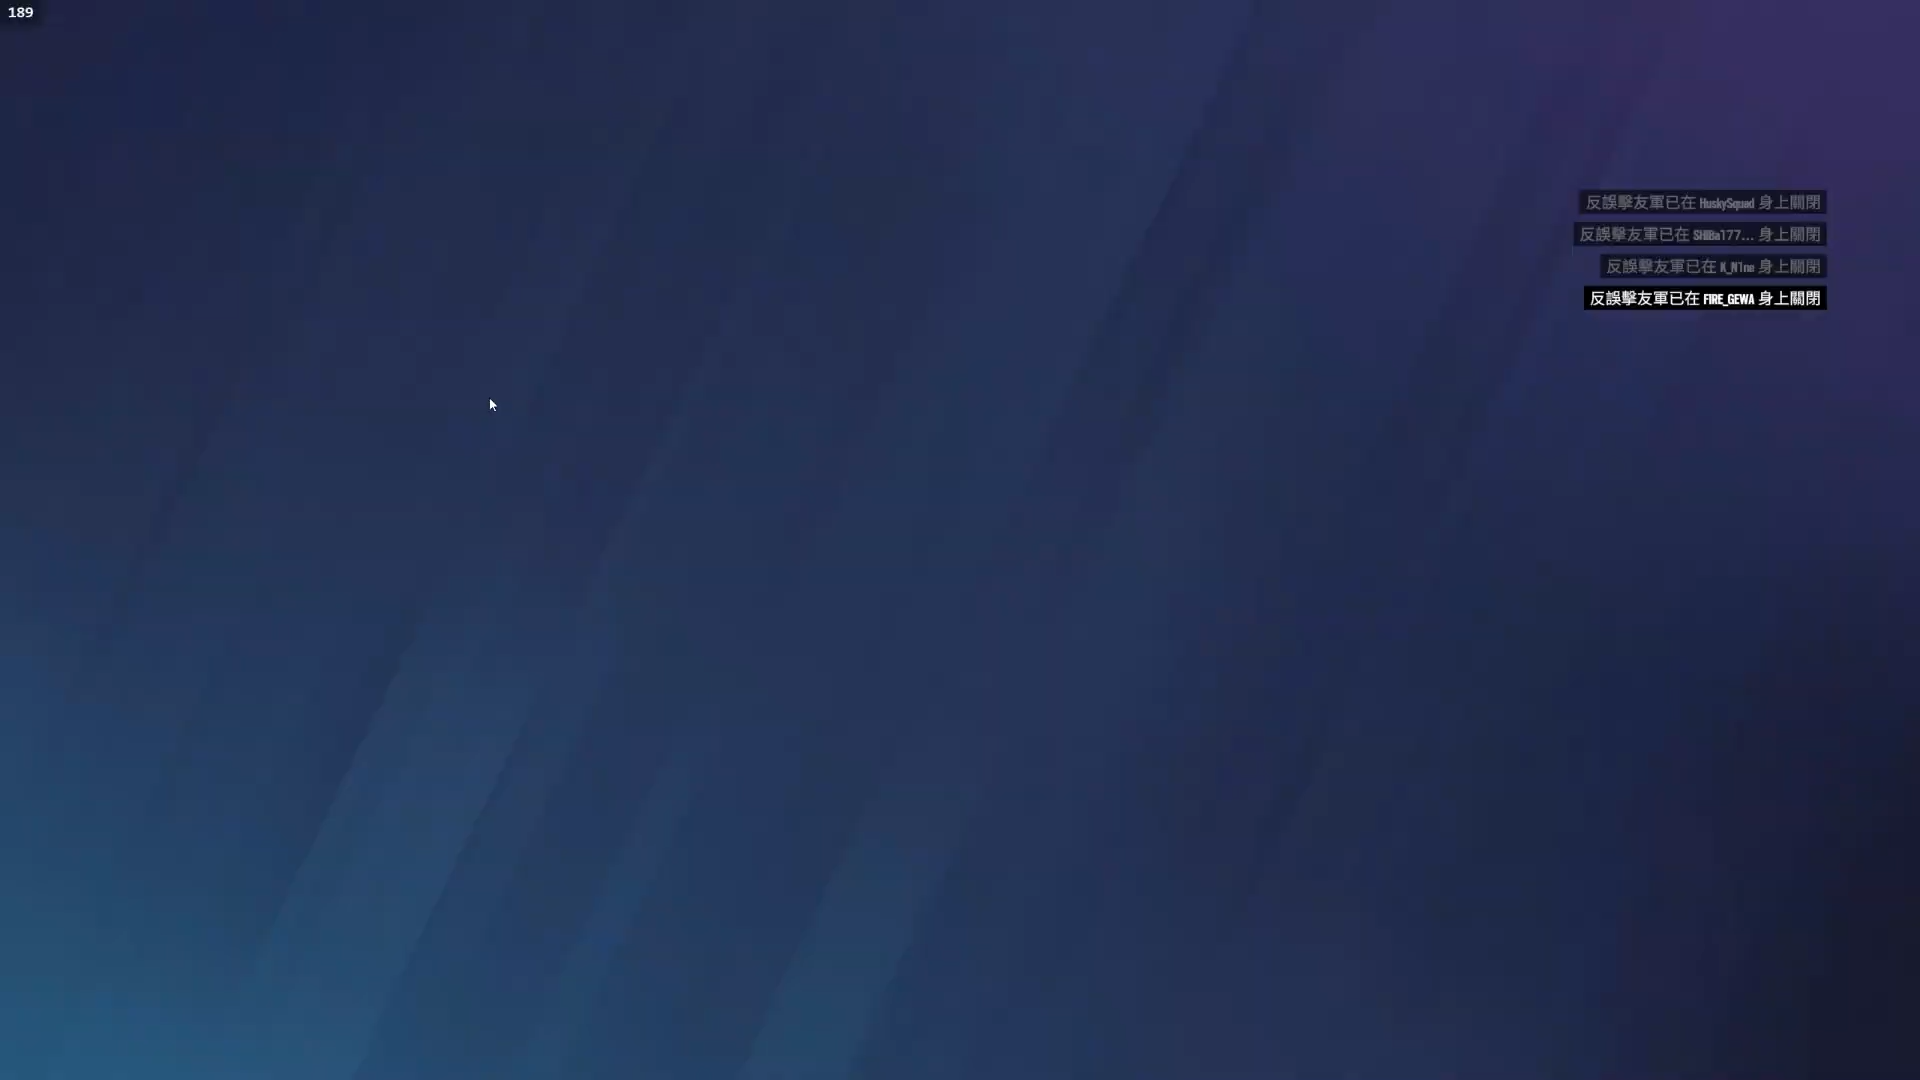 189
反誤擊友軍已在 HuskySquad 身上關閉
反誤擊友軍已在 SHIBa177... 身上關閉
反誤擊友軍已在 K_N1ne 身上關閉
反誤擊友軍已在 FIRE_GEWA 身上關閉